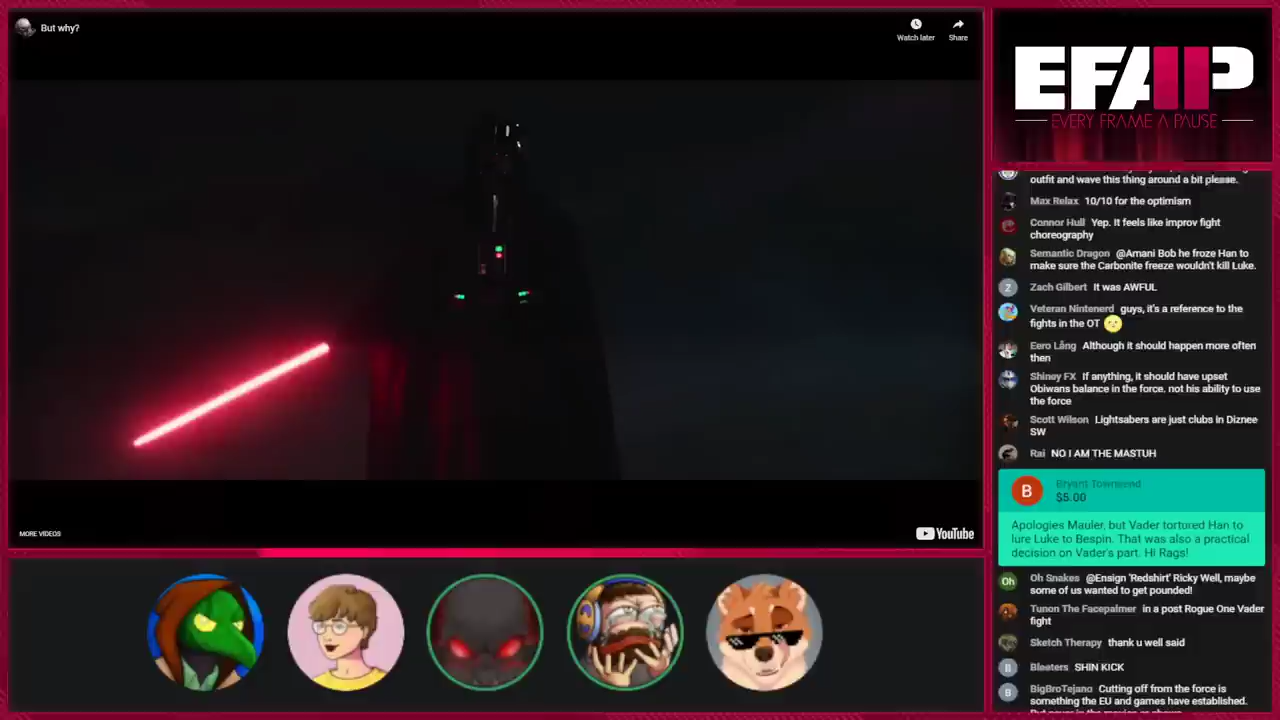 But why?
Watch later
Share
MORE VIDEOS
YouTube
EFAP
EVERY FRAME A PAUSE
outfit and wave this thing around a bit please.
Max Relax 10/10 for the optimism
Connor Hull Yep. It feels like improv fight
choreography
Semantic Dragon @Amani Bob he froze Han to
make sure the Carbonite freeze wouldn't kill Luke.
Z
Zach Gilbert It was AWFUL
Veteran Nintenerd guys, it's a reference to the
fights in the OT
Eero Lång Although it should happen more often
then
Shiney FX If anything, it should have upset
Obiwans balance in the force. not his ability to use
the force
Scott Wilson Lightsabers are just clubs in Diznee
SW
Rai NO I AM THE MASTUH
B
Bryant Townsend
$5.00
Apologies Mauler, but Vader tortured Han to
lure Luke to Bespin. That was also a practical
decision on Vader's part. Hi Rags!
Oh
Oh Snakes @Ensign 'Redshirt' Ricky Well, maybe
some of us wanted to get pounded!
Tunon The Facepalmer in a post Rogue One Vader
fight
Sketch Therapy thank u well said
B
Bleeters SHIN KICK
B
BigBroTejano Cutting off from the force is
something the EU and games have established.